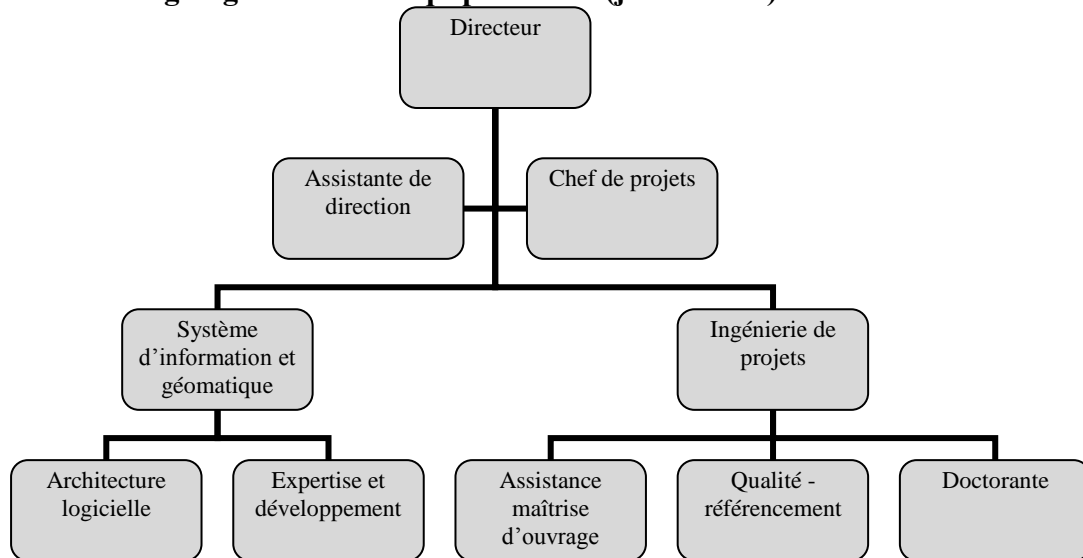 Directeur
Assistante de
direction
Chef de projets
Système
d’information et
géomatique
Ingénierie de
projets
Architecture
logicielle
Expertise et
développement
Assistance
maîtrise
d’ouvrage
Qualité -
référencement
Doctorante